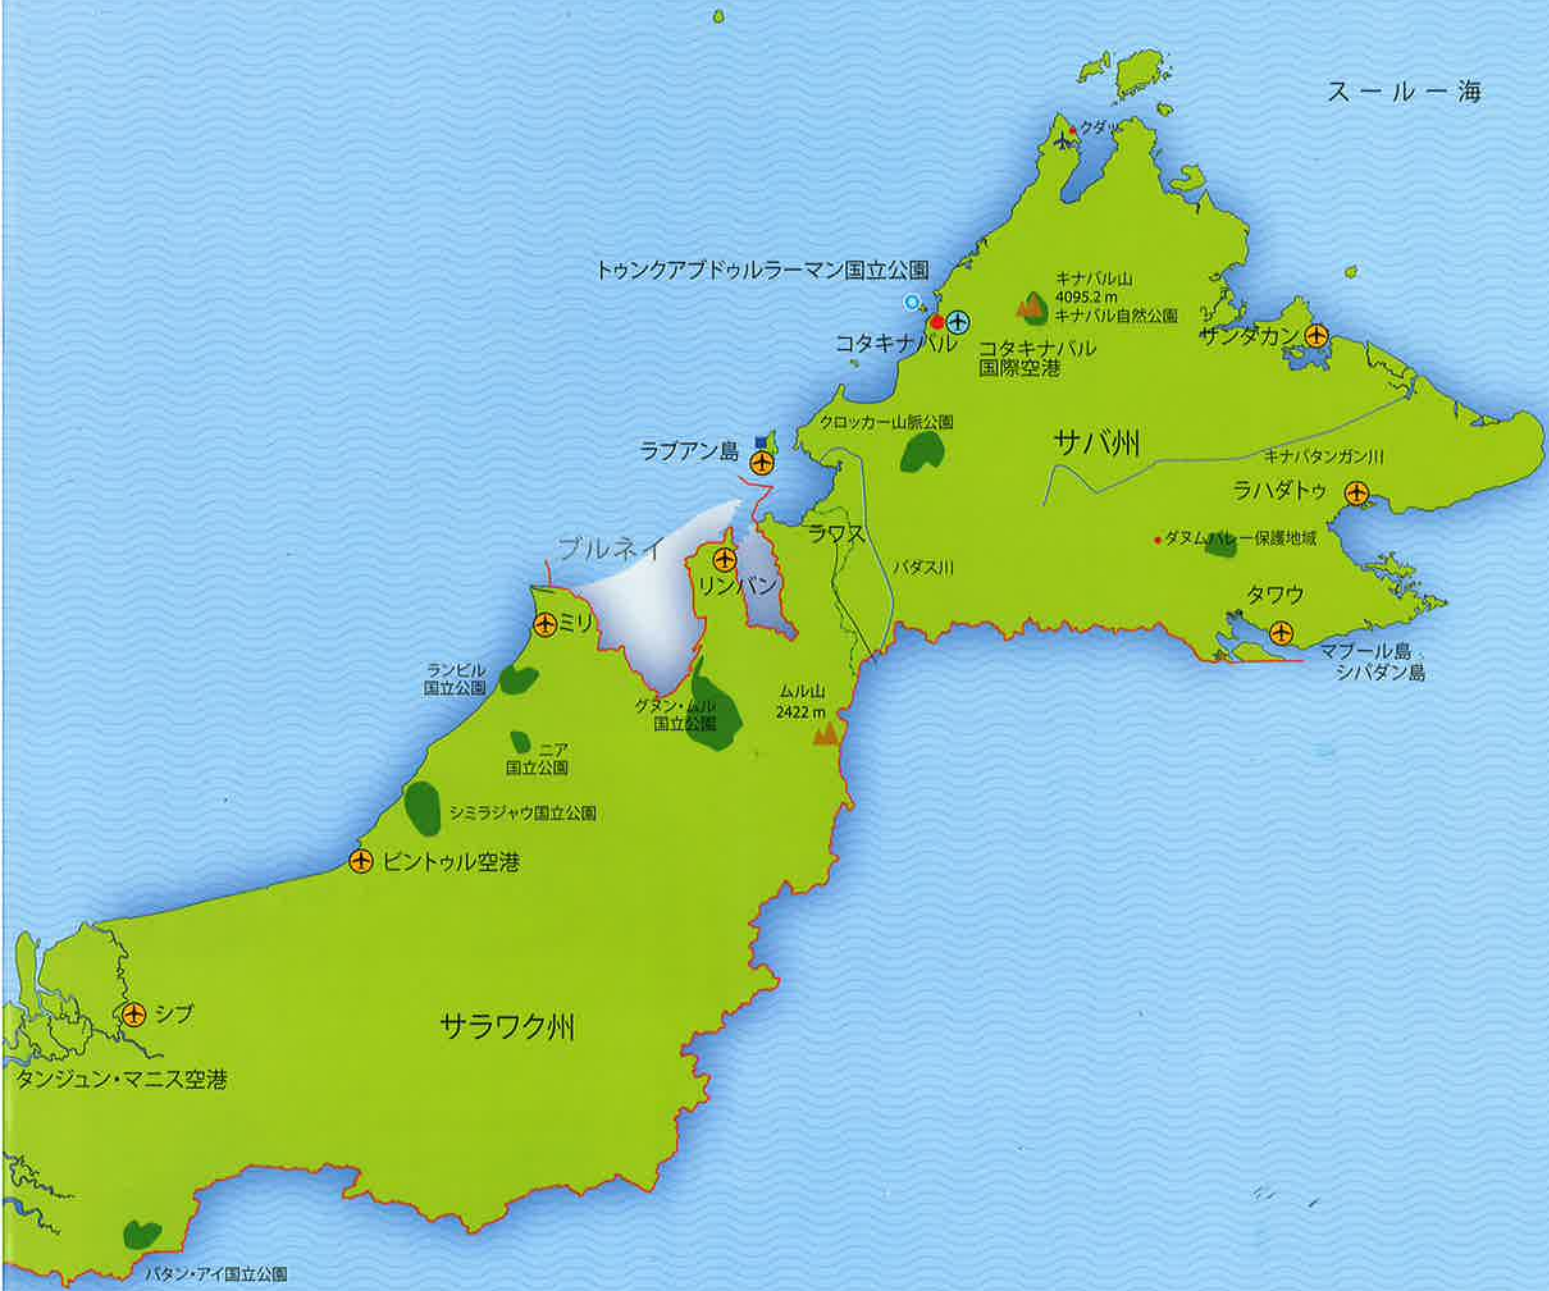 スールー海
クダッ
トゥンクアブドゥルラーマン国立公園
キナバル山
4095.2 m
キナバル自然公園
サンダカン
コタキナバル
コタキナバル
国際空港
クロッカー山脈公園
サバ州
ラブアン島
キナバタンガン川
ラハダトゥ
ラワス
ダヌムバレー保護地域
ブルネイ
パダス川
リンバン
タワウ
ミリ
マブール島
シパダン島
ランビル
国立公園
ムル山
2422 m
グヌン・ムル
国立公園
ニア
国立公園
シミラジャウ国立公園
ビントゥル空港
シブ
サラワク州
タンジュン・マニス空港
バタン・アイ国立公園